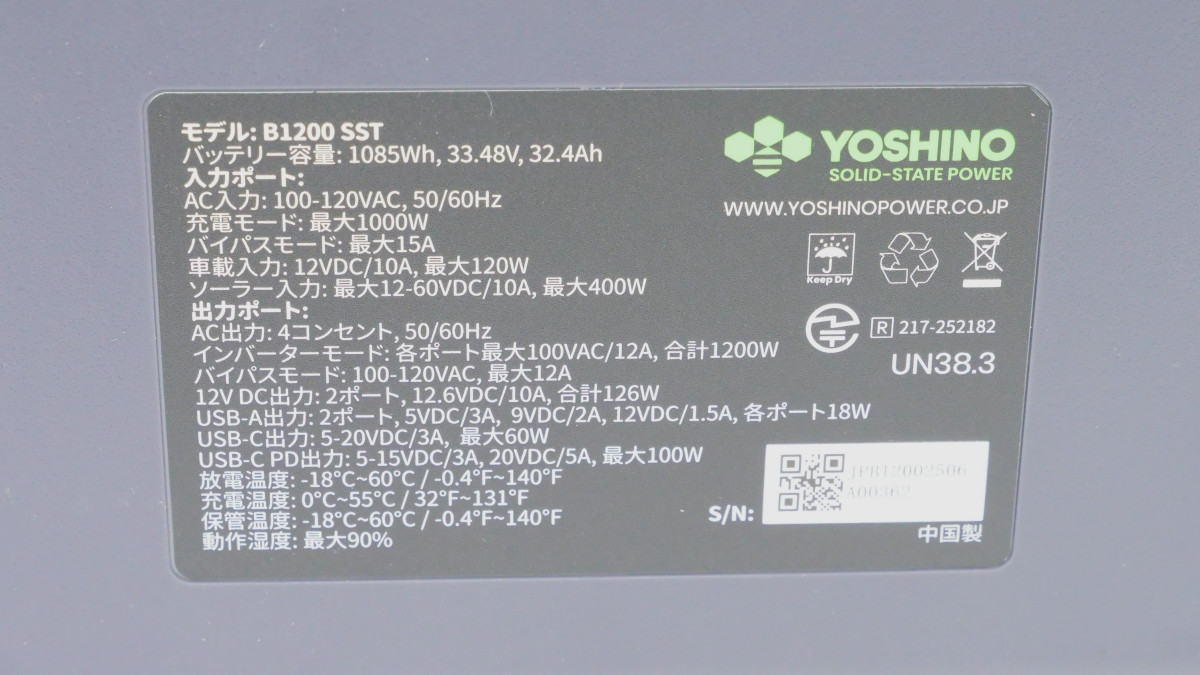 モデル: B1200 SST
バッテリー容量: 1085Wh, 33.48V, 32.4Ah
入力ポート:
AC入力: 100-120VAC, 50/60Hz
充電モード: 最大1000W
バイパスモード: 最大15A
車載入力: 12VDC/10A, 最大120W
ソーラー入力: 最大12-60VDC/10A, 最大400W
出力ポート:
AC出力: 4コンセント, 50/60Hz
インバーターモード: 各ポート最大100VAC/12A, 合計1200W
バイパスモード: 100-120VAC, 最大12A
12V DC出力: 2ポート, 12.6VDC/10A, 合計126W
USB-A出力: 2ポート, 5VDC/3A, 9VDC/2A, 12VDC/1.5A, 各ポート18W
USB-C出力: 5-20VDC/3A, 最大60W
USB-C PD出力: 5-15VDC/3A, 20VDC/5A, 最大100W
放電温度: -18°C~60°C / -0.4°F~140°F
充電温度: 0°C~55°C / 32°F~131°F
保管温度: -18°C~60°C / -0.4°F~140°F
動作湿度: 最大90%
YOSHINO
SOLID-STATE POWER
WWW.YOSHINOPOWER.CO.JP
Keep Dry
R 217-252182
UN38.3
S/N:
A00362
中国製